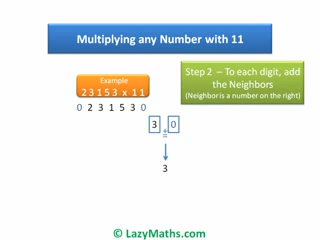 Multiplying any Number with 11
Example
2 3 1 5 3 x 1 1
0 2 3 1 5 3 0
Step 2 – To each digit, add
the Neighbors
(Neighbor is a number on the right)
3 + 0
=
3
© LazyMaths.com